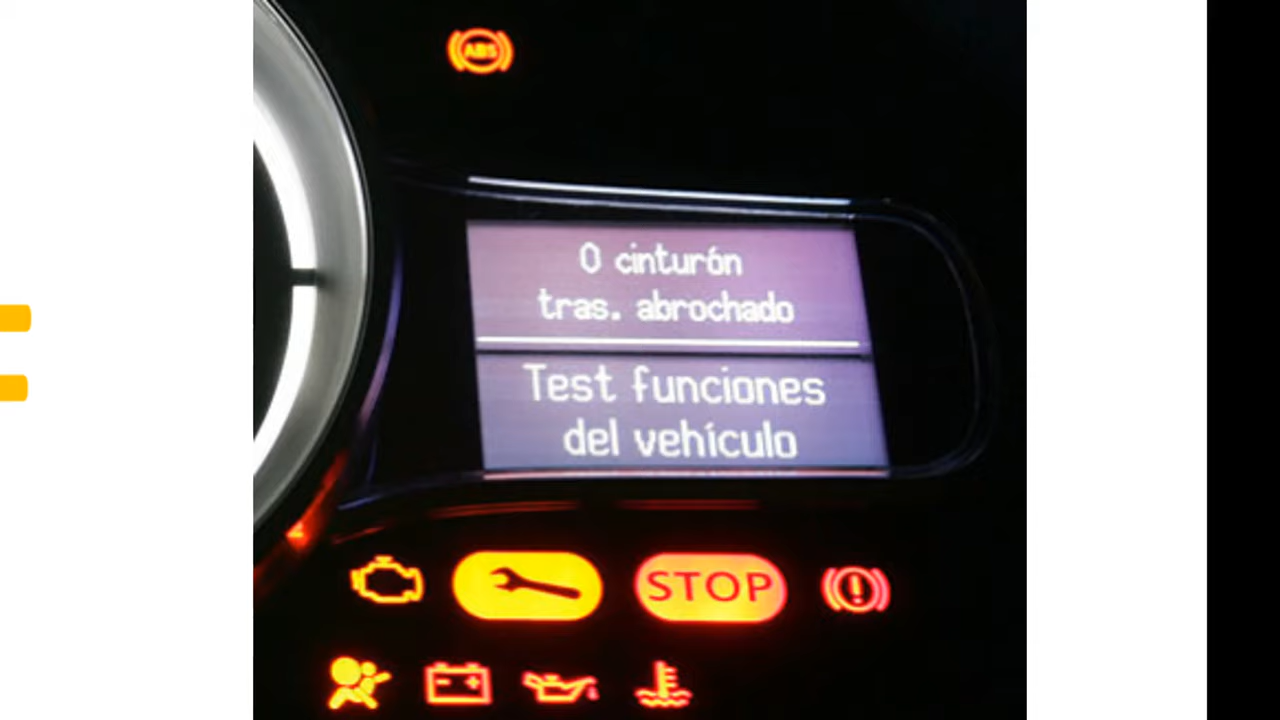 ABS
0 cinturón
tras. abrochado
Test funciones
del vehículo
STOP